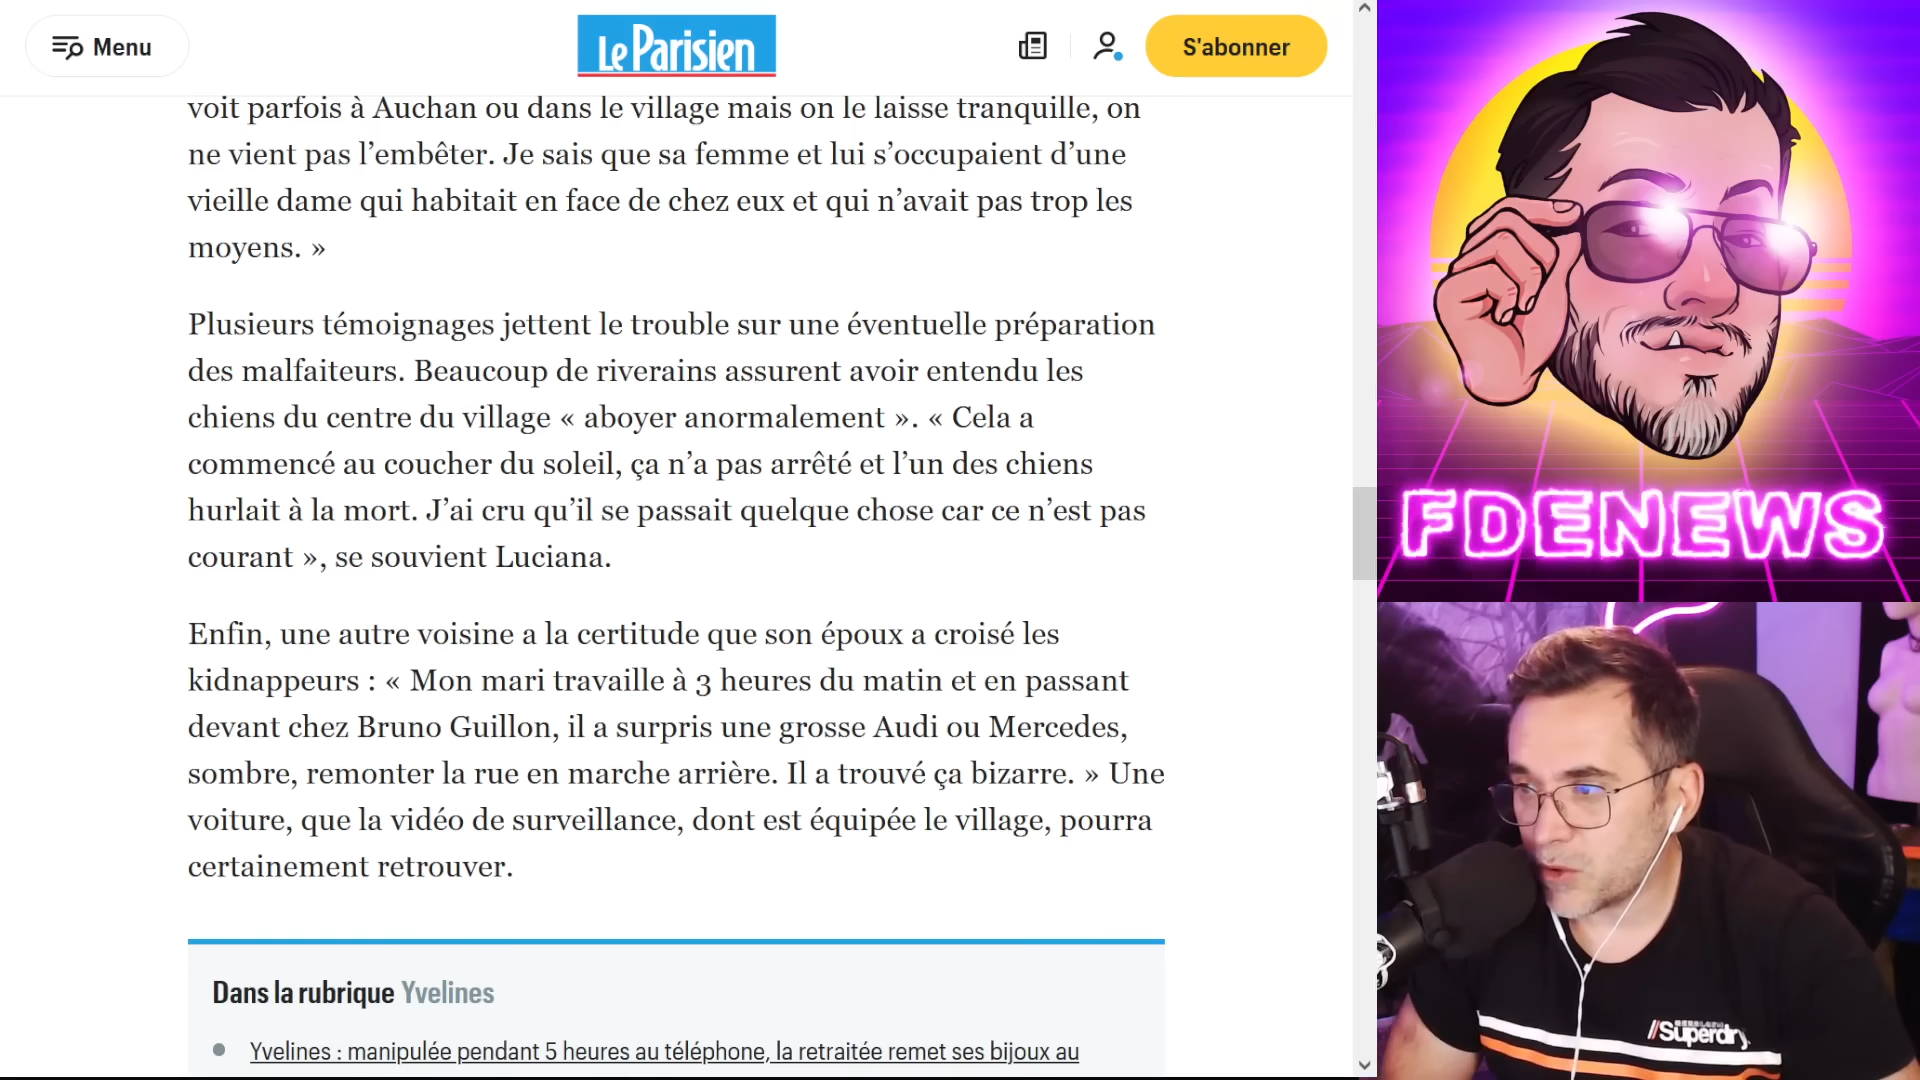 Menu
Le Parisien
S'abonner
voit parfois à Auchan ou dans le village mais on le laisse tranquille, on
ne vient pas l’embêter. Je sais que sa femme et lui s’occupaient d’une
vieille dame qui habitait en face de chez eux et qui n’avait pas trop les
moyens. »
Plusieurs témoignages jettent le trouble sur une éventuelle préparation
des malfaiteurs. Beaucoup de riverains assurent avoir entendu les
chiens du centre du village « aboyer anormalement ». « Cela a
commencé au coucher du soleil, ça n’a pas arrêté et l’un des chiens
hurlait à la mort. J’ai cru qu’il se passait quelque chose car ce n’est pas
courant », se souvient Luciana.
Enfin, une autre voisine a la certitude que son époux a croisé les
kidnappeurs : « Mon mari travaille à 3 heures du matin et en passant
devant chez Bruno Guillon, il a surpris une grosse Audi ou Mercedes,
sombre, remonter la rue en marche arrière. Il a trouvé ça bizarre. » Une
voiture, que la vidéo de surveillance, dont est équipée le village, pourra
certainement retrouver.
Dans la rubrique Yvelines
Yvelines : manipulée pendant 5 heures au téléphone, la retraitée remet ses bijoux au
FDENEWS
Superdry